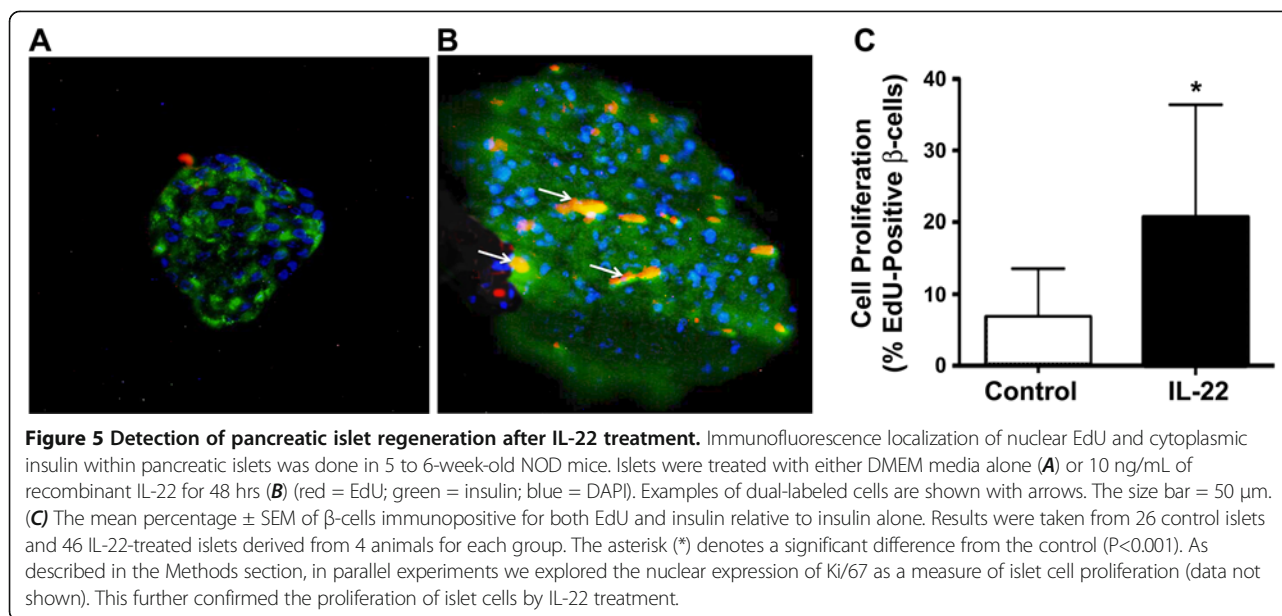 A
B
C
40
30
20
10
0
Cell Proliferation
(% EdU-Positive β-cells)
*
Control
IL-22
Figure 5 Detection of pancreatic islet regeneration after IL-22 treatment. Immunofluorescence localization of nuclear EdU and cytoplasmic
insulin within pancreatic islets was done in 5 to 6-week-old NOD mice. Islets were treated with either DMEM media alone (A) or 10 ng/mL of
recombinant IL-22 for 48 hrs (B) (red = EdU; green = insulin; blue = DAPI). Examples of dual-labeled cells are shown with arrows. The size bar = 50 μm.
(C) The mean percentage ± SEM of β-cells immunopositive for both EdU and insulin relative to insulin alone. Results were taken from 26 control islets
and 46 IL-22-treated islets derived from 4 animals for each group. The asterisk (*) denotes a significant difference from the control (P<0.001). As
described in the Methods section, in parallel experiments we explored the nuclear expression of Ki/67 as a measure of islet cell proliferation (data not
shown). This further confirmed the proliferation of islet cells by IL-22 treatment.